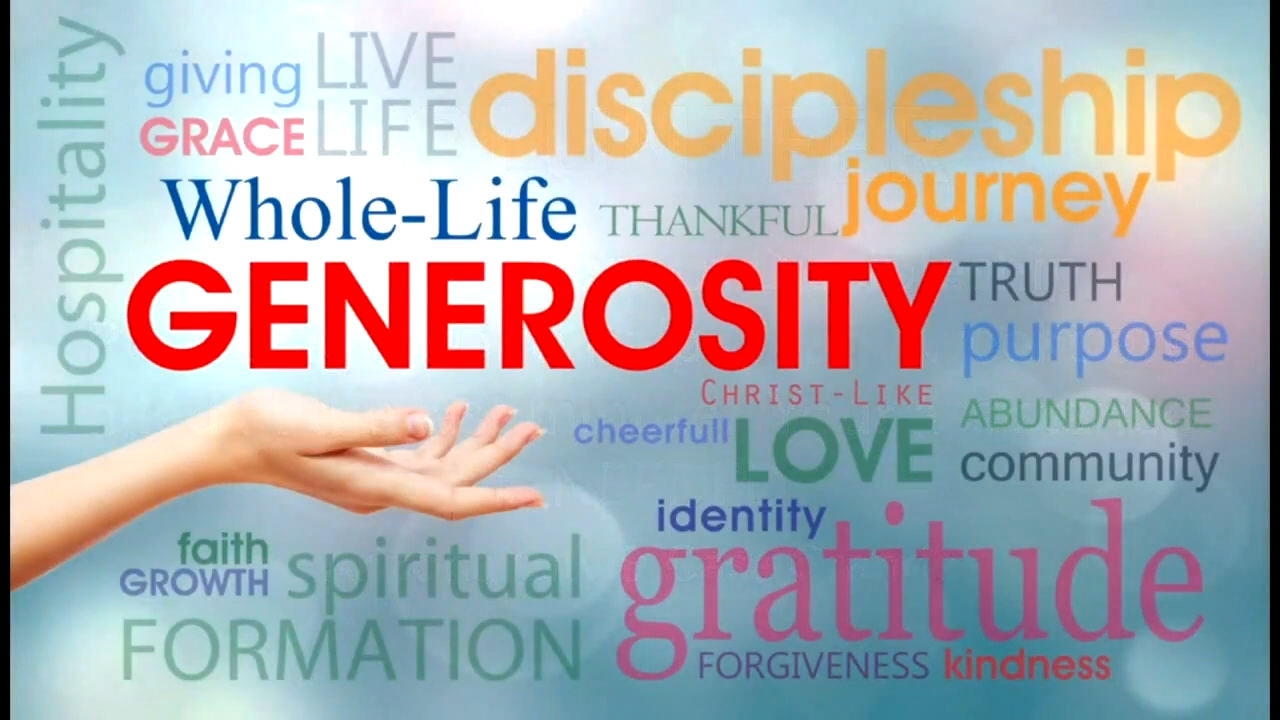 Hospitality
giving
GRACE
LIVE
LIFE
discipleship
journey
Whole-Life
THANKFUL
GENEROSITY
TRUTH
purpose
CHRIST-LIKE
cheerfull
LOVE
ABUNDANCE
community
identity
gratitude
faith
GROWTH
spiritual
FORMATION
FORGIVENESS
kindness